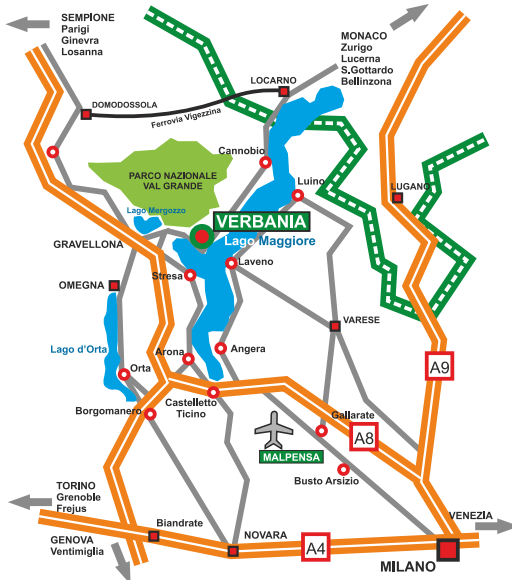 SEMPIONE
Parigi
Ginevra
Losanna
MONACO
Zurigo
Lucerna
S.Gottardo
Bellinzona
LOCARNO
DOMODOSSOLA
Ferrovia Vigezzina
Cannobio
PARCO NAZIONALE
VAL GRANDE
Luino
LUGANO
Lago Mergozzo
VERBANIA
Lago Maggiore
GRAVELLONA
Laveno
Stresa
OMEGNA
VARESE
Lago d'Orta
Arona
Angera
Orta
A9
Castelletto
Ticino
Borgomanero
Gallarate
A8
MALPENSA
Busto Arsizio
TORINO
Grenoble
Frejus
VENEZIA
Biandrate
NOVARA
A4
GENOVA
Ventimiglia
MILANO